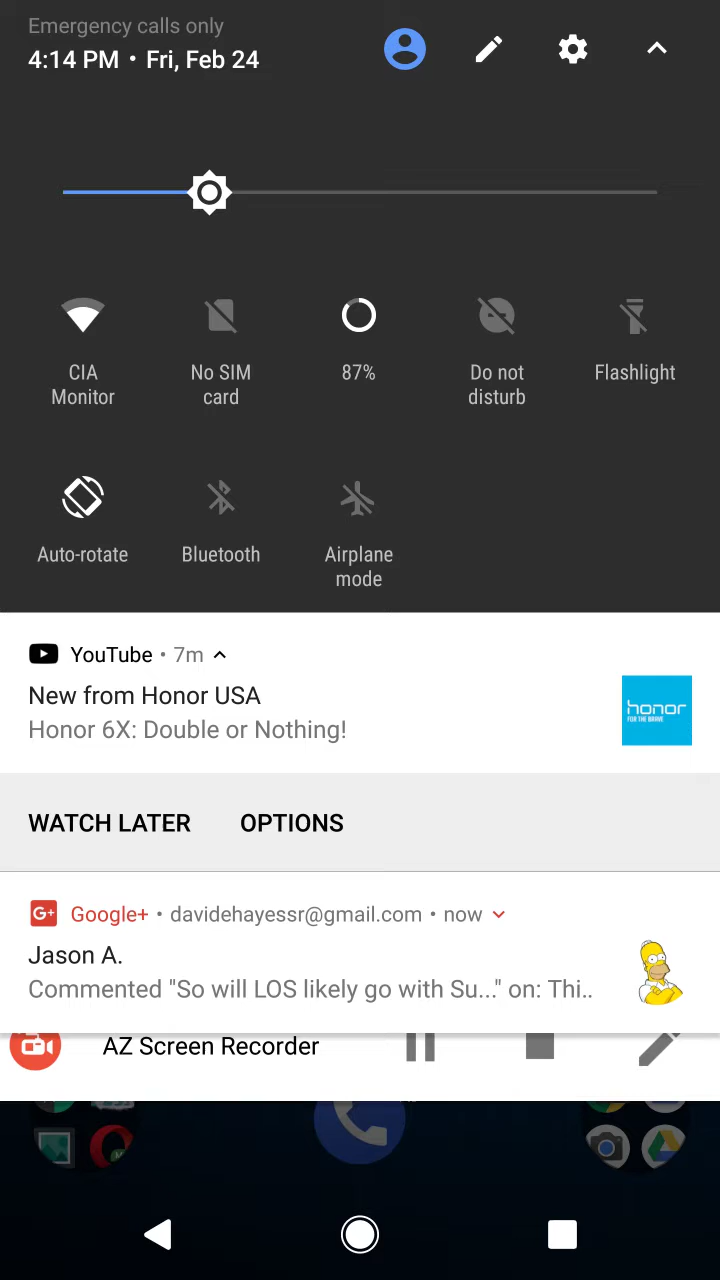 Emergency calls only
4:14 PM • Fri, Feb 24
CIA
Monitor
No SIM
card
87%
Do not
disturb
Flashlight
Auto-rotate
Bluetooth
Airplane
mode
YouTube • 7m
New from Honor USA
Honor 6X: Double or Nothing!
honor
FOR THE BRAVE
WATCH LATER OPTIONS
G+ Google+ • davidehayessr@gmail.com • now
Jason A.
Commented "So will LOS likely go with Su..." on: Thi..
AZ Screen Recorder